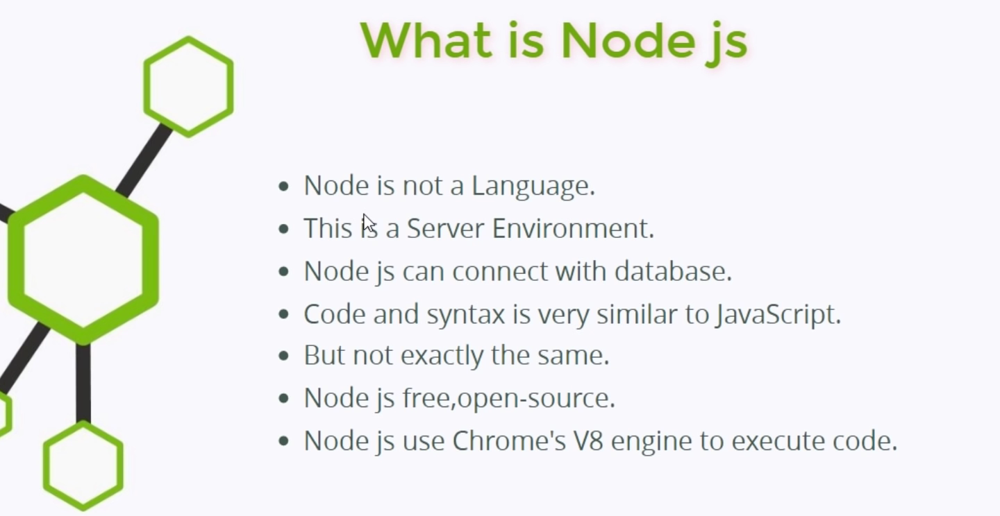 What is Node js
Node is not a Language.
This is a Server Environment.
Node js can connect with database.
Code and syntax is very similar to JavaScript.
But not exactly the same.
Node js free,open-source.
Node js use Chrome's V8 engine to execute code.